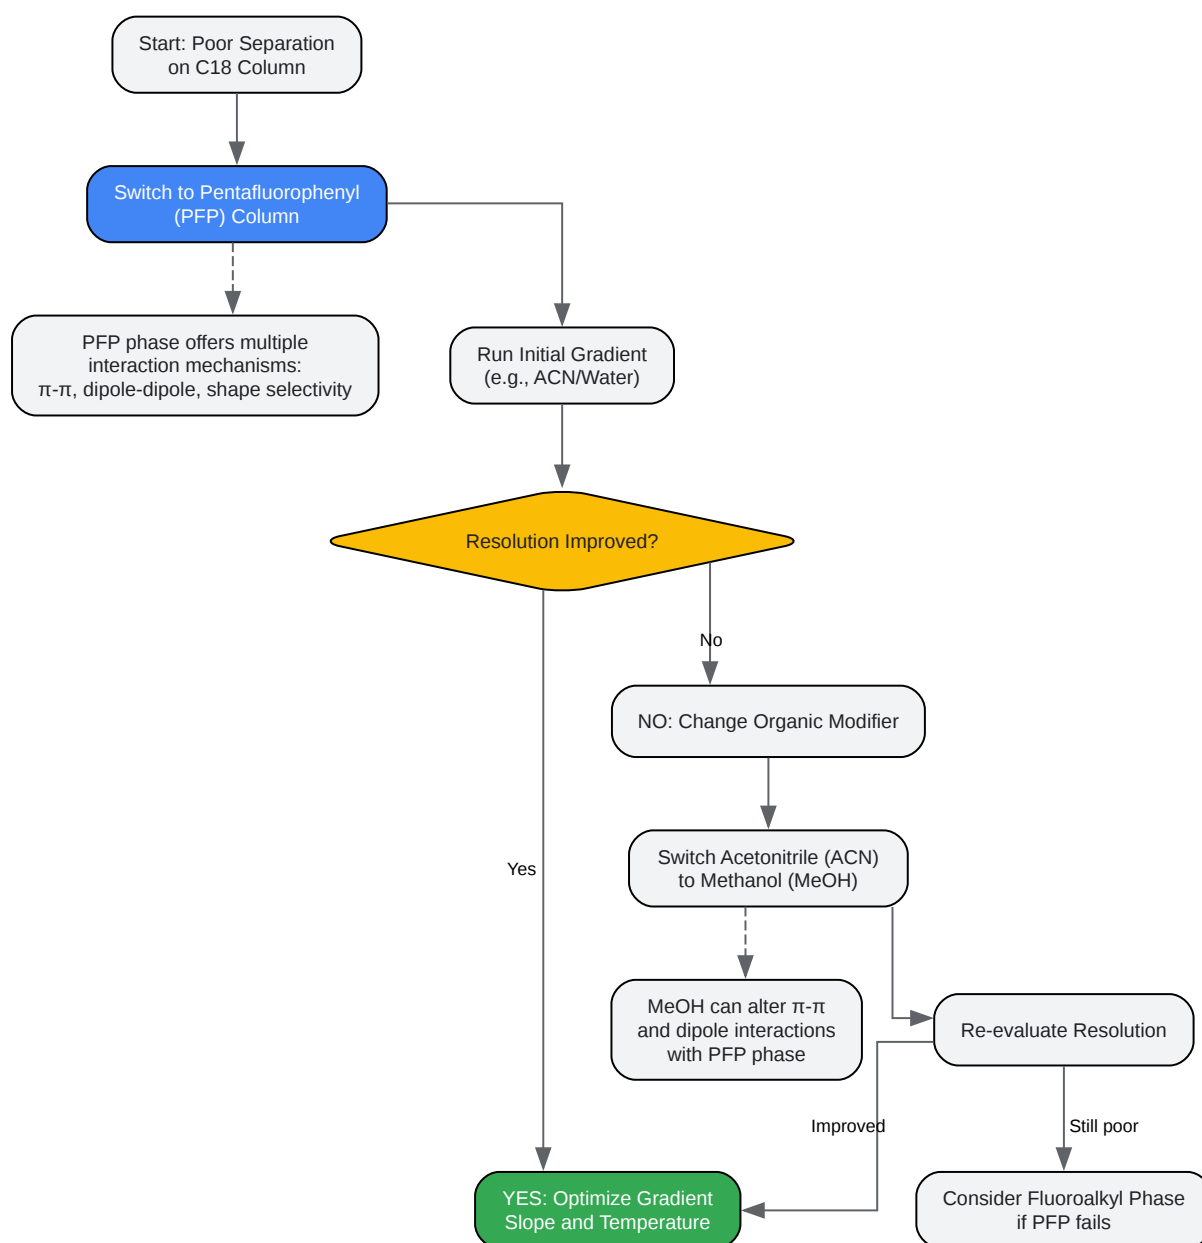 Start: Poor Separation
on C18 Column
Switch to Pentafluorophenyl
(PFP) Column
PFP phase offers multiple
interaction mechanisms:
π-π, dipole-dipole, shape selectivity
Run Initial Gradient
(e.g., ACN/Water)
Resolution Improved?
No
NO: Change Organic Modifier
Switch Acetonitrile (ACN)
to Methanol (MeOH)
Yes
MeOH can alter π-π
and dipole interactions
with PFP phase
Re-evaluate Resolution
Improved
Still poor
YES: Optimize Gradient
Slope and Temperature
Consider Fluoroalkyl Phase
if PFP fails